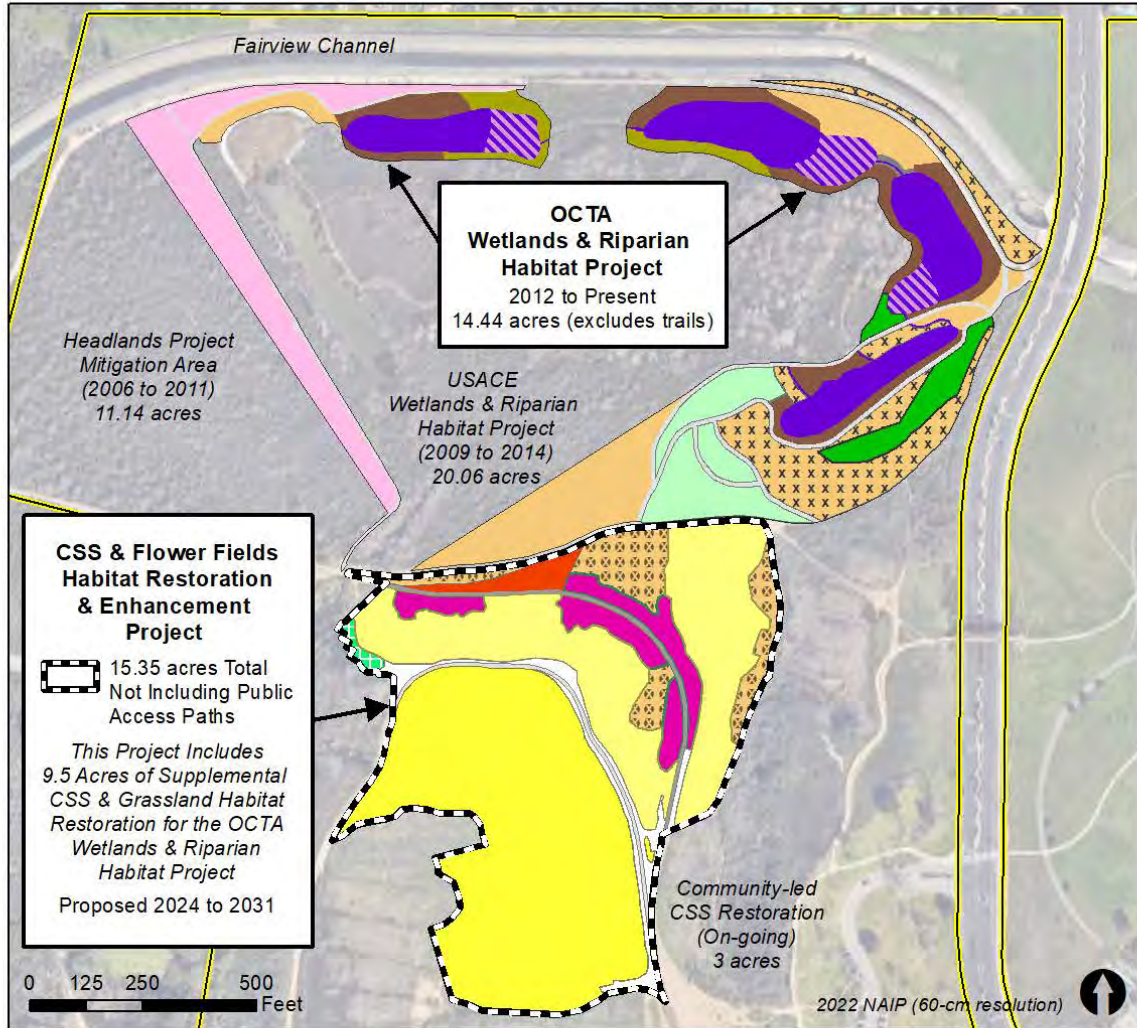 Fairview Channel
OCTA
Wetlands & Riparian
Habitat Project
2012 to Present
14.44 acres (excludes trails)
Headlands Project
Mitigation Area
(2006 to 2011)
11.14 acres
USACE
Wetlands & Riparian
Habitat Project
(2009 to 2014)
20.06 acres
CSS & Flower Fields
Habitat Restoration
& Enhancement
Project
15.35 acres Total
Not Including Public
Access Paths
This Project Includes
9.5 Acres of Supplemental
CSS & Grassland Habitat
Restoration for the OCTA
Wetlands & Riparian
Habitat Project
Proposed 2024 to 2031
Community-led
CSS Restoration
(On-going)
3 acres
0 125 250 500
Feet
2022 NAIP (60-cm resolution)